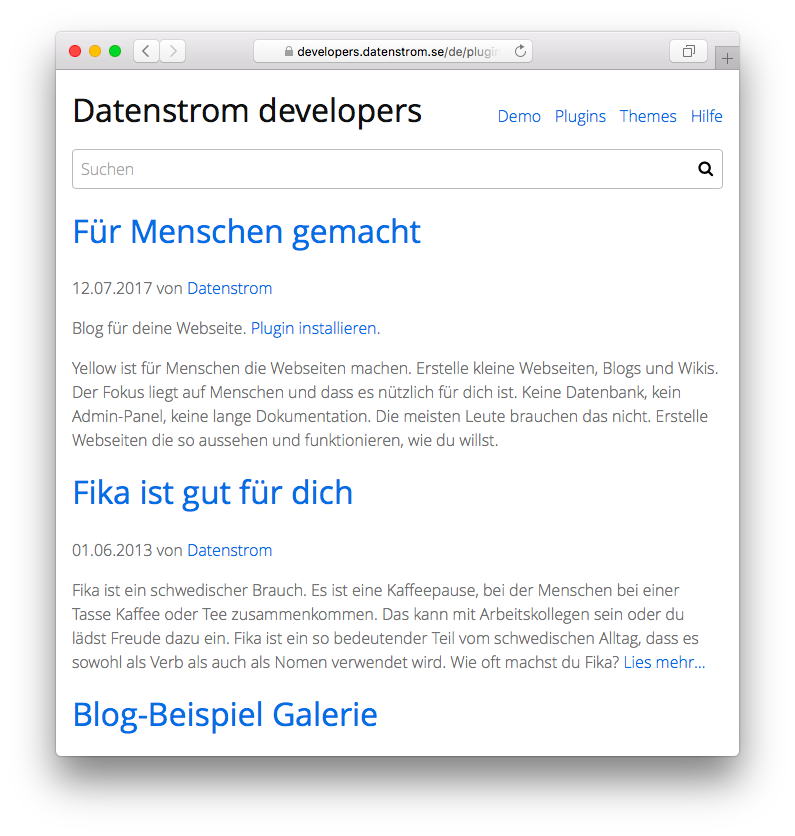 developers.datenstrom.se/de/plugin
Datenstrom developers
Demo Plugins Themes Hilfe
Suchen
Für Menschen gemacht
12.07.2017 von Datenstrom
Blog für deine Webseite. Plugin installieren.
Yellow ist für Menschen die Webseiten machen. Erstelle kleine Webseiten, Blogs und Wikis.
Der Fokus liegt auf Menschen und dass es nützlich für dich ist. Keine Datenbank, kein
Admin-Panel, keine lange Dokumentation. Die meisten Leute brauchen das nicht. Erstelle
Webseiten die so aussehen und funktionieren, wie du willst.
Fika ist gut für dich
01.06.2013 von Datenstrom
Fika ist ein schwedischer Brauch. Es ist eine Kaffeepause, bei der Menschen bei einer
Tasse Kaffee oder Tee zusammenkommen. Das kann mit Arbeitskollegen sein oder du
lädst Freude dazu ein. Fika ist ein so bedeutender Teil vom schwedischen Alltag, dass es
sowohl als Verb als auch als Nomen verwendet wird. Wie oft machst du Fika? Lies mehr...
Blog-Beispiel Galerie